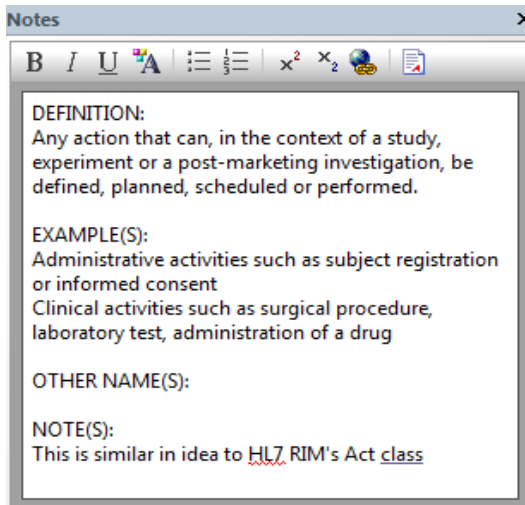 Notes
B I U A x² x₂
DEFINITION:
Any action that can, in the context of a study,
experiment or a post-marketing investigation, be
defined, planned, scheduled or performed.
EXAMPLE(S):
Administrative activities such as subject registration
or informed consent
Clinical activities such as surgical procedure,
laboratory test, administration of a drug
OTHER NAME(S):
NOTE(S):
This is similar in idea to HL7 RIM's Act class